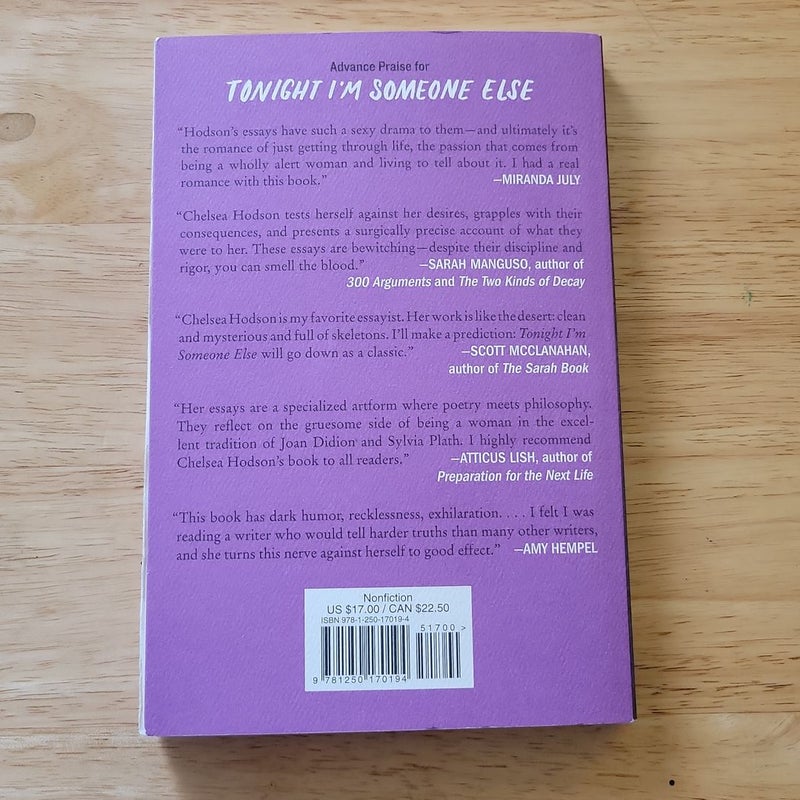 Advance Praise for
TONIGHT I'M SOMEONE ELSE
“Hodson’s essays have such a sexy drama to them—and ultimately it’s
the romance of just getting through life, the passion that comes from
being a wholly alert woman and living to tell about it. I had a real
romance with this book.” —MIRANDA JULY
“Chelsea Hodson tests herself against her desires, grapples with their
consequences, and presents a surgically precise account of what they
were to her. These essays are bewitching—despite their discipline and
rigor, you can smell the blood.” —SARAH MANGUSO, author of
300 Arguments and The Two Kinds of Decay
“Chelsea Hodson is my favorite essayist. Her work is like the desert: clean
and mysterious and full of skeletons. I’ll make a prediction: Tonight I’m
Someone Else will go down as a classic.” —SCOTT MCCLANAHAN,
author of The Sarah Book
“Her essays are a specialized artform where poetry meets philosophy.
They reflect on the gruesome side of being a woman in the excel-
lent tradition of Joan Didion and Sylvia Plath. I highly recommend
Chelsea Hodson’s book to all readers.” —ATTICUS LISH, author of
Preparation for the Next Life
“This book has dark humor, recklessness, exhilaration. . . . I felt I was
reading a writer who would tell harder truths than many other writers,
and she turns this nerve against herself to good effect.” —AMY HEMPEL
Nonfiction
US $17.00 / CAN $22.50
ISBN 978-1-250-17019-4
51700 >
9 781250 170194